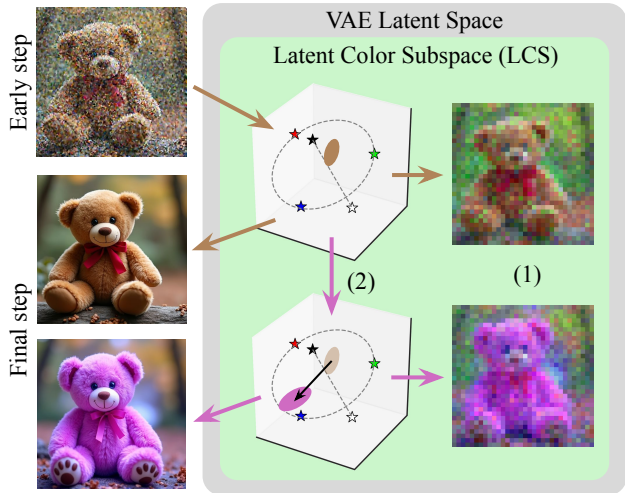 VAE Latent Space
Latent Color Subspace (LCS)
Early step
(2)
(1)
Final step